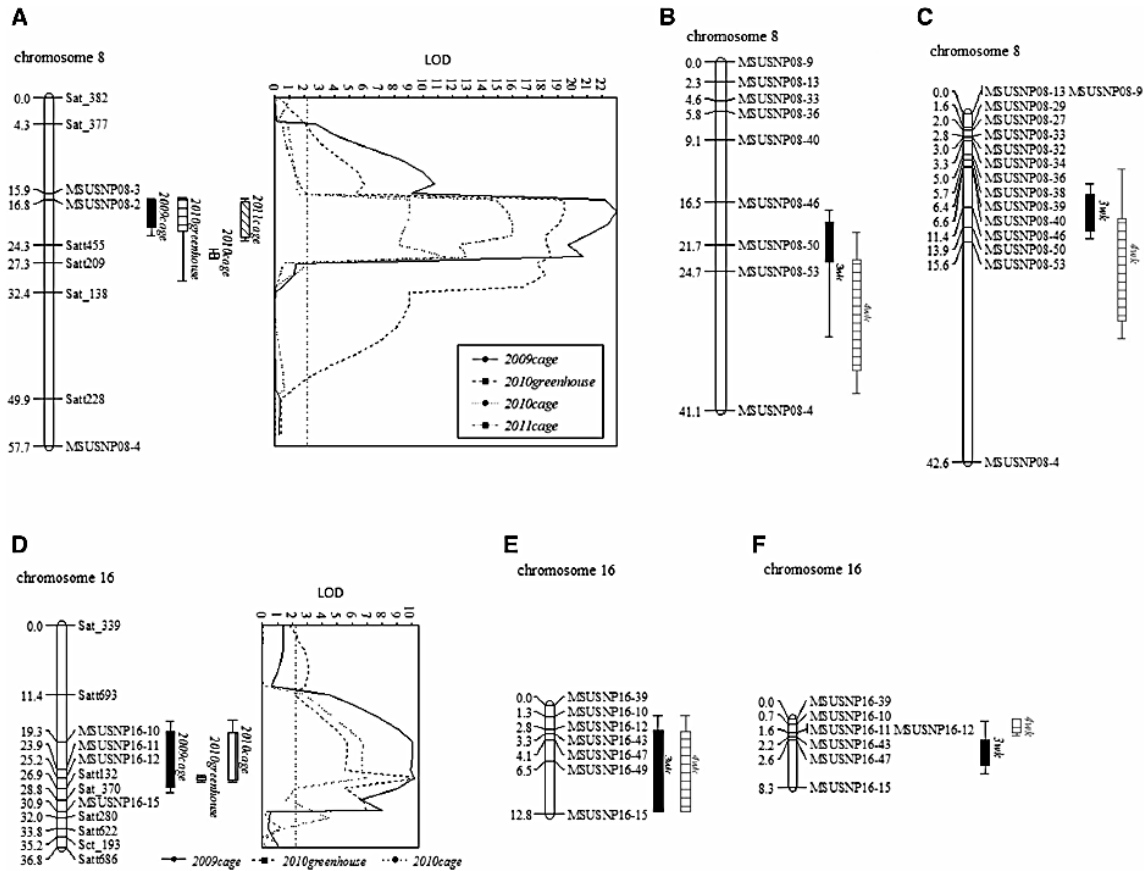 A
chromosome 8
0.0 Sat_382
4.3 Sat_377
15.9 MSUSNP08-3
16.8 MSUSNP08-2
24.3 Satt455
27.3 Satt209
32.4 Sat_138
49.9 Satt228
57.7 MSUSNP08-4
2009cage
2010greenhouse
2010cage
2011cage
LOD
0 1 2 3 4 5 6 7 8 9 10 11 12 13 14 15 16 17 18 19 20 21 22
2009cage
2010greenhouse
2010cage
2011cage
B
chromosome 8
0.0 MSUSNP08-9
2.3 MSUSNP08-13
4.6 MSUSNP08-33
5.8 MSUSNP08-36
9.1 MSUSNP08-40
16.5 MSUSNP08-46
21.7 MSUSNP08-50
24.7 MSUSNP08-53
41.1 MSUSNP08-4
3wk
4wk
C
chromosome 8
0.0 MSUSNP08-13 MSUSNP08-9
1.6 MSUSNP08-29
2.0 MSUSNP08-27
2.8 MSUSNP08-33
3.0 MSUSNP08-32
3.3 MSUSNP08-34
5.0 MSUSNP08-36
5.7 MSUSNP08-38
6.4 MSUSNP08-39
6.6 MSUSNP08-40
11.4 MSUSNP08-46
13.9 MSUSNP08-50
15.6 MSUSNP08-53
42.6 MSUSNP08-4
3wk
4wk
D
chromosome 16
0.0 Sat_339
11.4 Satt693
19.3 MSUSNP16-10
23.9 MSUSNP16-11
25.2 MSUSNP16-12
26.9 Satt132
28.8 Sat_370
30.9 MSUSNP16-15
32.0 Satt280
33.8 Satt622
35.2 Sct_193
36.8 Satt686
2009cage
2010greenhouse
2010cage
LOD
0 1 2 3 4 5 6 7 8 9 10
2009cage 2010greenhouse 2010cage
E
chromosome 16
0.0 MSUSNP16-39
1.3 MSUSNP16-10
2.8 MSUSNP16-12
3.3 MSUSNP16-43
4.1 MSUSNP16-47
6.5 MSUSNP16-49
12.8 MSUSNP16-15
3wk
4wk
F
chromosome 16
0.0 MSUSNP16-39
0.7 MSUSNP16-10
1.6 MSUSNP16-11 MSUSNP16-12
2.2 MSUSNP16-43
2.6 MSUSNP16-47
8.3 MSUSNP16-15
3wk
4wk